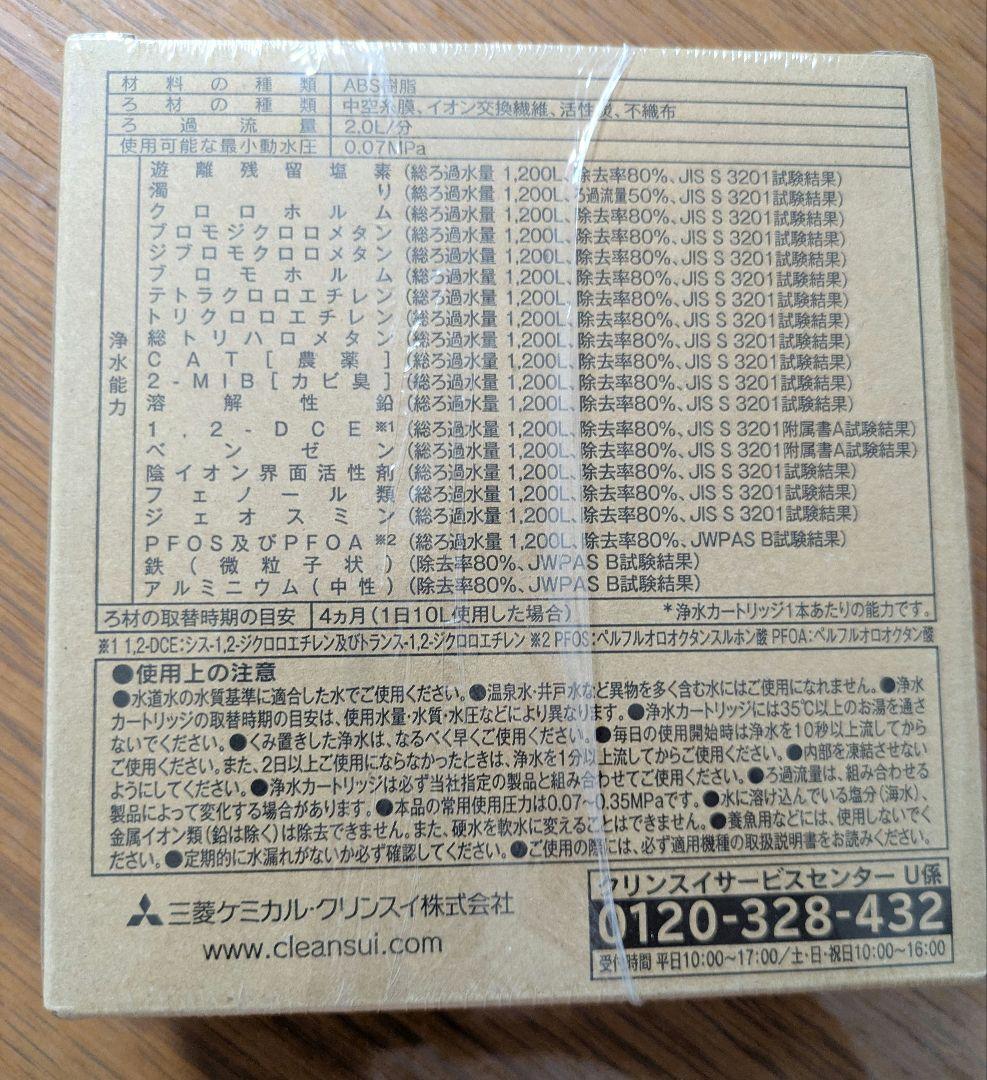 材料の種類 ABS樹脂
ろ材の種類 中空糸膜、イオン交換繊維、活性炭、不織布
ろ過流量 2.0L/分
使用可能な最小動水圧 0.07MPa
浄水能力
遊離残留塩素(総ろ過水量 1,200L、除去率80%、JIS S 3201試験結果)
濁り(総ろ過水量 1,200L、ろ過流量50%、JIS S 3201試験結果)
クロロホルム(総ろ過水量 1,200L、除去率80%、JIS S 3201試験結果)
ブロモジクロロメタン(総ろ過水量 1,200L、除去率80%、JIS S 3201試験結果)
ジブロモクロロメタン(総ろ過水量 1,200L、除去率80%、JIS S 3201試験結果)
ブロモホルム(総ろ過水量 1,200L、除去率80%、JIS S 3201試験結果)
テトラクロロエチレン(総ろ過水量 1,200L、除去率80%、JIS S 3201試験結果)
トリクロロエチレン(総ろ過水量 1,200L、除去率80%、JIS S 3201試験結果)
総トリハロメタン(総ろ過水量 1,200L、除去率80%、JIS S 3201試験結果)
CAT[農薬](総ろ過水量 1,200L、除去率80%、JIS S 3201試験結果)
2-MIB[カビ臭](総ろ過水量 1,200L、除去率80%、JIS S 3201試験結果)
溶解性鉛(総ろ過水量 1,200L、除去率80%、JIS S 3201試験結果)
1,2-DCE※1(総ろ過水量 1,200L、除去率80%、JIS S 3201附属書A試験結果)
ベンゼン(総ろ過水量 1,200L、除去率80%、JIS S 3201附属書A試験結果)
陰イオン界面活性剤(総ろ過水量 1,200L、除去率80%、JIS S 3201試験結果)
フェノール類(総ろ過水量 1,200L、除去率80%、JIS S 3201試験結果)
ジェオスミン(総ろ過水量 1,200L、除去率80%、JIS S 3201試験結果)
PFOS及びPFOA※2(総ろ過水量 1,200L、除去率80%、JWPAS B試験結果)
鉄(微粒子状)(除去率80%、JWPAS B試験結果)
アルミニウム(中性)(除去率80%、JWPAS B試験結果)
ろ材の取替時期の目安 4ヵ月(1日10L使用した場合) *浄水カートリッジ1本あたりの能力です。
※1 1,2-DCE:シス-1,2-ジクロロエチレン及びトランス-1,2-ジクロロエチレン ※2 PFOS:ペルフルオロオクタンスルホン酸 PFOA:ペルフルオロオクタン酸
●使用上の注意
●水道水の水質基準に適合した水でご使用ください。●温泉水・井戸水など異物を多く含む水にはご使用になれません。●浄水
カートリッジの取替時期の目安は、使用水量・水質・水圧などにより異なります。●浄水カートリッジには35℃以上のお湯を通さ
ないでください。●くみ置きした浄水は、なるべく早くご使用ください。●毎日の使用開始時は浄水を10秒以上流してから
ご使用ください。また、2日以上ご使用にならなかったときは、浄水を1分以上流してからご使用ください。●内部を凍結させない
ようにしてください。●浄水カートリッジは必ず当社指定の製品と組み合わせてご使用ください。●ろ過流量は、組み合わせる
製品によって変化する場合があります。●本品の常用使用圧力は0.07~0.35MPaです。●水に溶け込んでいる塩分(海水)、
金属イオン類(鉛は除く)は除去できません。また、硬水を軟水に変えることはできません。●養魚用などには、使用しないでく
ださい。●定期的に水漏れがないか必ず確認してください。●ご使用の際には、必ず適用機種の取扱説明書をお読みください。
三菱ケミカル・クリンスイ株式会社
www.cleansui.com
クリンスイサービスセンター U係
0120-328-432
受付時間 平日10:00~17:00/土・日・祝日10:00~16:00